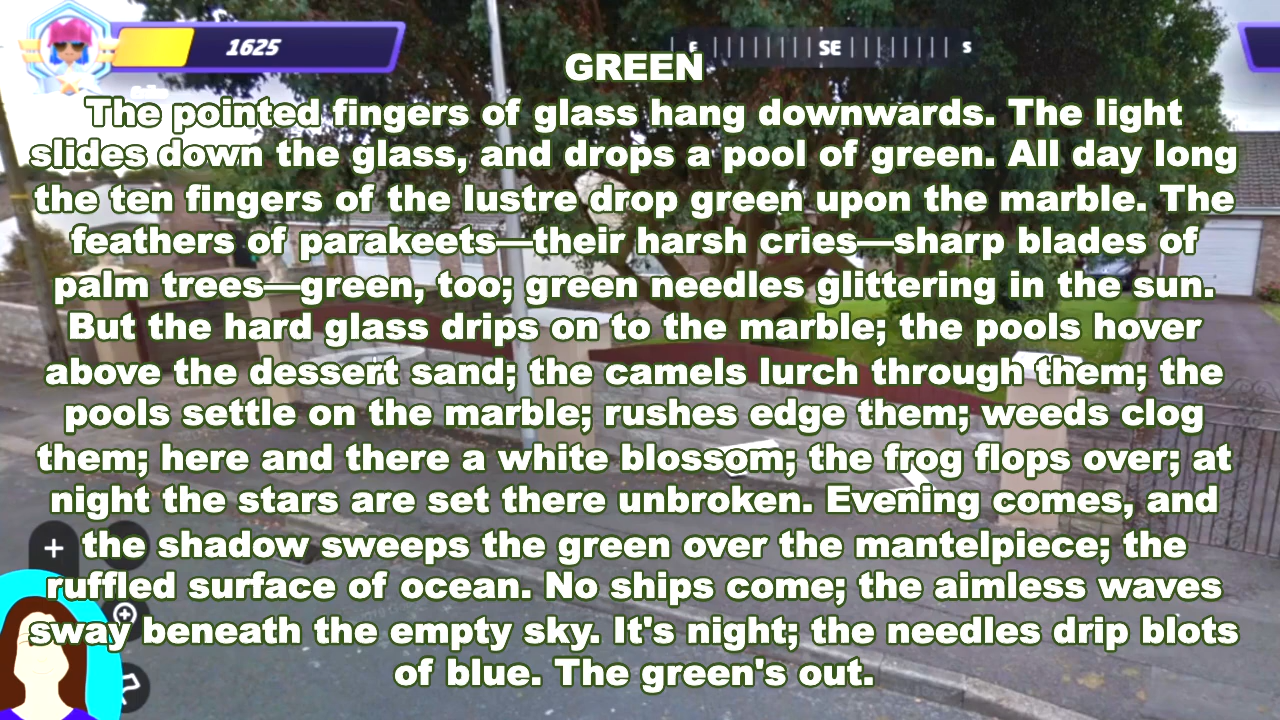 1625
E SE S
GREEN
The pointed fingers of glass hang downwards. The light
slides down the glass, and drops a pool of green. All day long
the ten fingers of the lustre drop green upon the marble. The
feathers of parakeets—their harsh cries—sharp blades of
palm trees—green, too; green needles glittering in the sun.
But the hard glass drips on to the marble; the pools hover
above the dessert sand; the camels lurch through them; the
pools settle on the marble; rushes edge them; weeds clog
them; here and there a white blossom; the frog flops over; at
night the stars are set there unbroken. Evening comes, and
the shadow sweeps the green over the mantelpiece; the
ruffled surface of ocean. No ships come; the aimless waves
sway beneath the empty sky. It's night; the needles drip blots
of blue. The green's out.